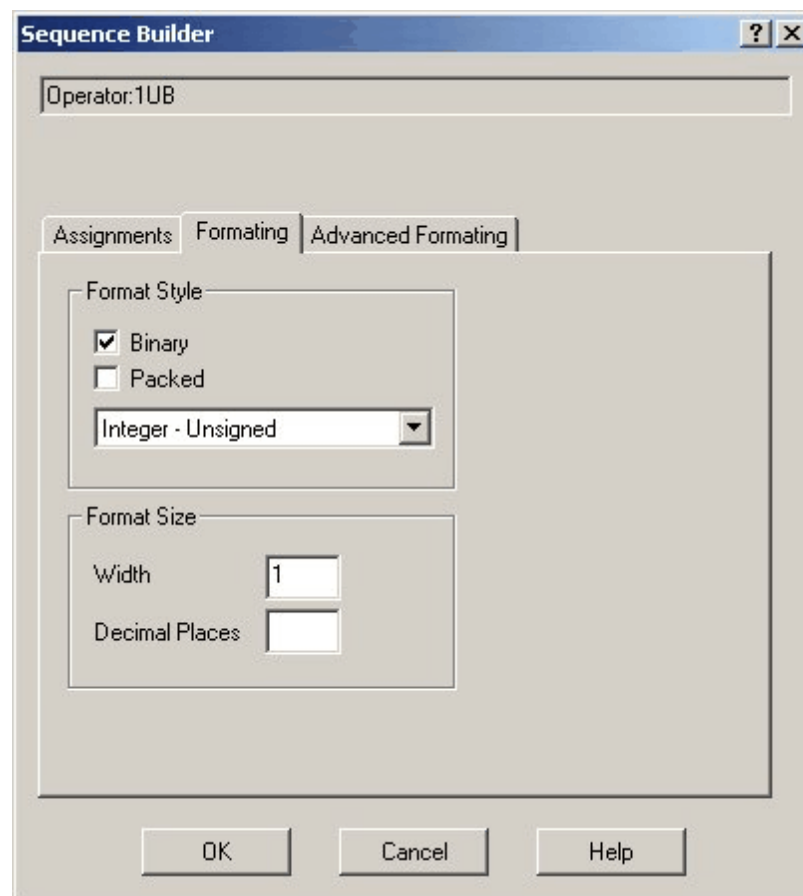 Sequence Builder
Operator:1UB
Assignments Formating Advanced Formating
Format Style
Binary
Packed
Integer - Unsigned
Format Size
Width 1
Decimal Places
OK Cancel Help